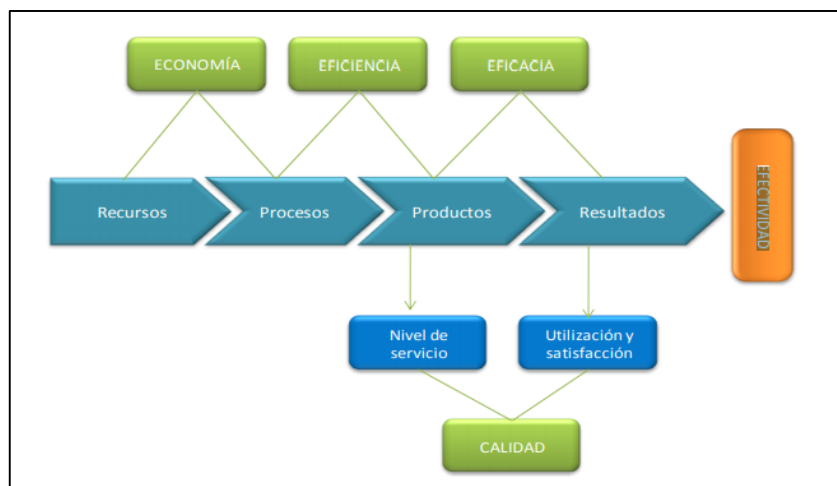 ECONOMÍA
EFICIENCIA
EFICACIA
Recursos
Procesos
Productos
Resultados
EFECTIVIDAD
Nivel de
servicio
Utilización y
satisfacción
CALIDAD